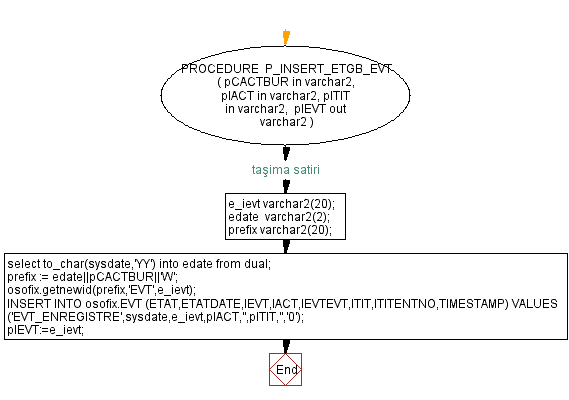 PROCEDURE P_INSERT_ETGB_EVT
( pCACTBUR in varchar2,
pIACT in varchar2, pITIT
in varchar2, pIEVT out
varchar2 )
taşima satiri
e_ievt varchar2(20);
edate varchar2(2);
prefix varchar2(20);
select to_char(sysdate,'YY') into edate from dual;
prefix := edate||pCACTBUR||'W';
osofix.getnewid(prefix,'EVT',e_ievt);
INSERT INTO osofix.EVT (ETAT,ETATDATE,IEVT,IACT,IEVTEVT,ITIT,ITITENTNO,TIMESTAMP) VALUES
('EVT_ENREGISTRE',sysdate,e_ievt,pIACT,'',pITIT,'','0');
pIEVT:=e_ievt;
End